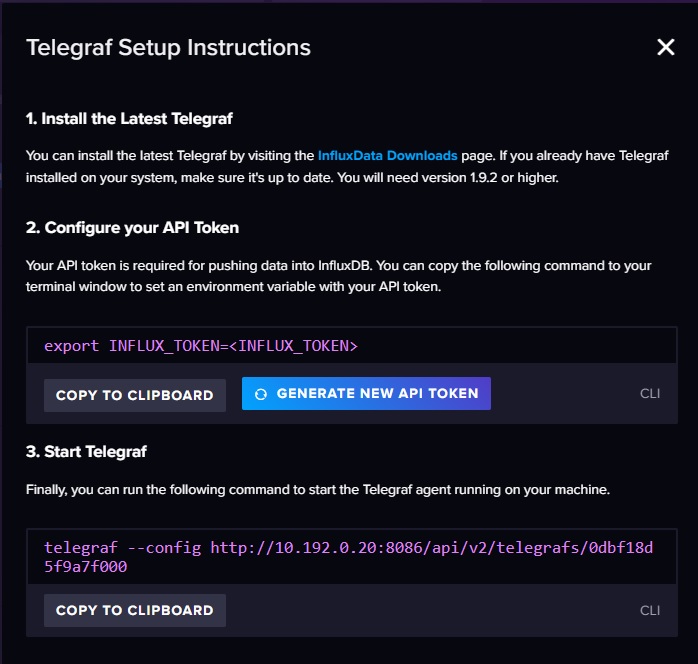 Telegraf Setup Instructions
1. Install the Latest Telegraf
You can install the latest Telegraf by visiting the InfluxData Downloads page. If you already have Telegraf
installed on your system, make sure it's up to date. You will need version 1.9.2 or higher.
2. Configure your API Token
Your API token is required for pushing data into InfluxDB. You can copy the following command to your
terminal window to set an environment variable with your API token.
export INFLUX_TOKEN=<INFLUX_TOKEN>
COPY TO CLIPBOARD GENERATE NEW API TOKEN CLI
3. Start Telegraf
Finally, you can run the following command to start the Telegraf agent running on your machine.
telegraf --config http://10.192.0.20:8086/api/v2/telegrafs/0dbf18d
5f9a7f000
COPY TO CLIPBOARD CLI